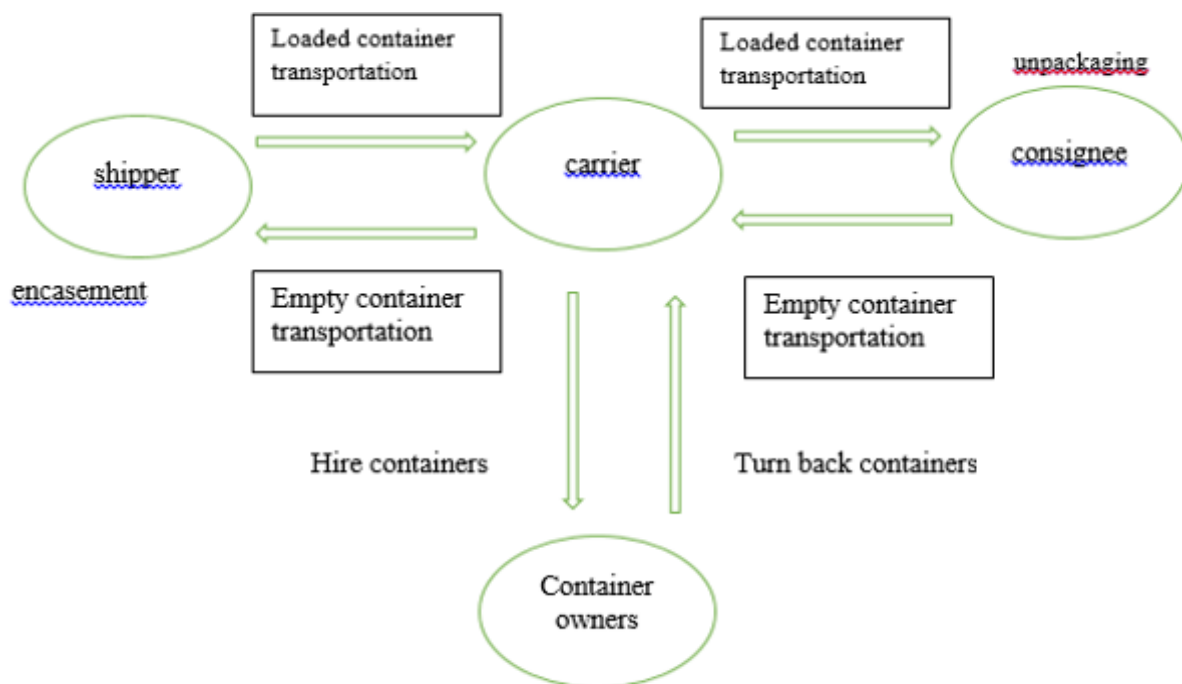 Loaded container
transportation
Loaded container
transportation
unpackaging
shipper
carrier
consignee
encasement
Empty container
transportation
Empty container
transportation
Hire containers
Turn back containers
Container
owners